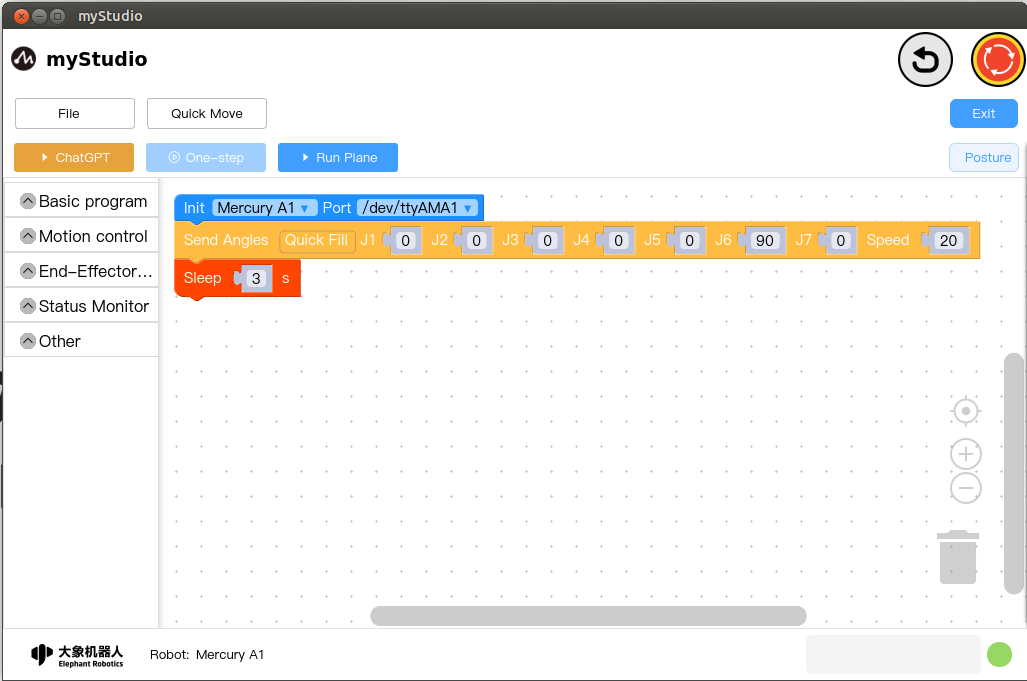 myStudio
myStudio
File Quick Move Exit
ChatGPT One-step Run Plane Posture
Basic program
Motion control
End-Effector...
Status Monitor
Other
Init Mercury A1 Port /dev/ttyAMA1
Send Angles Quick Fill J1 0 J2 0 J3 0 J4 0 J5 0 J6 90 J7 0 Speed 20
Sleep 3 s
大象机器人
Elephant Robotics
Robot: Mercury A1